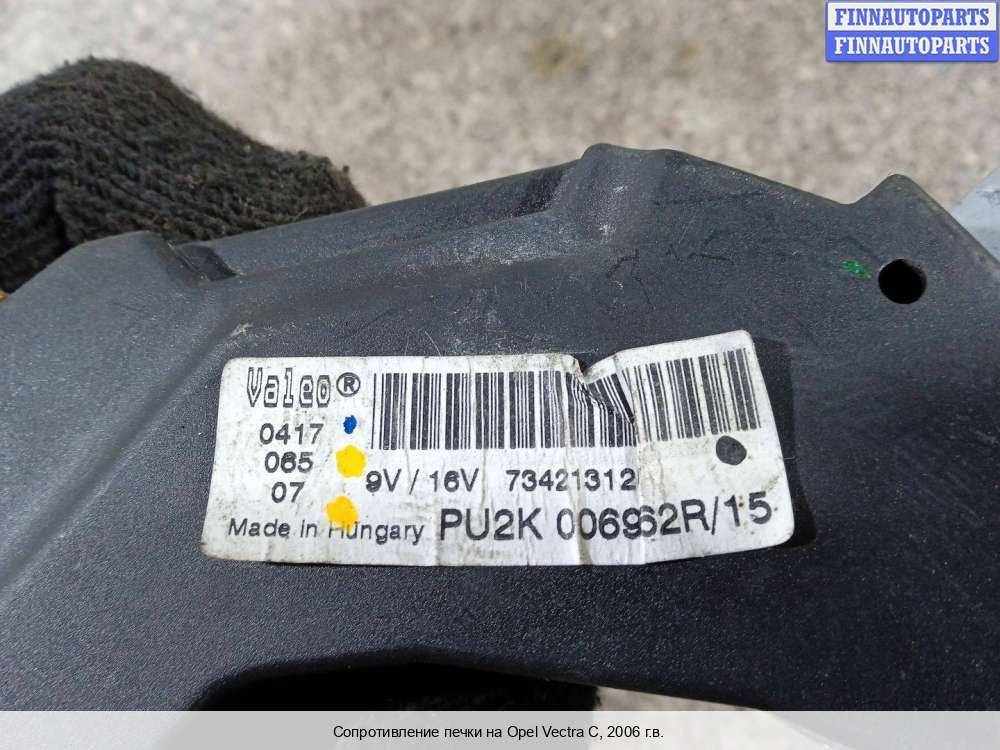 FINNAUTOPARTS
FINNAUTOPARTS
Valeo®
0417
065
07
9V / 16V 73421312
Made in Hungary PU2K 006962R/15
Сопротивление печки на Opel Vectra C, 2006 г.в.